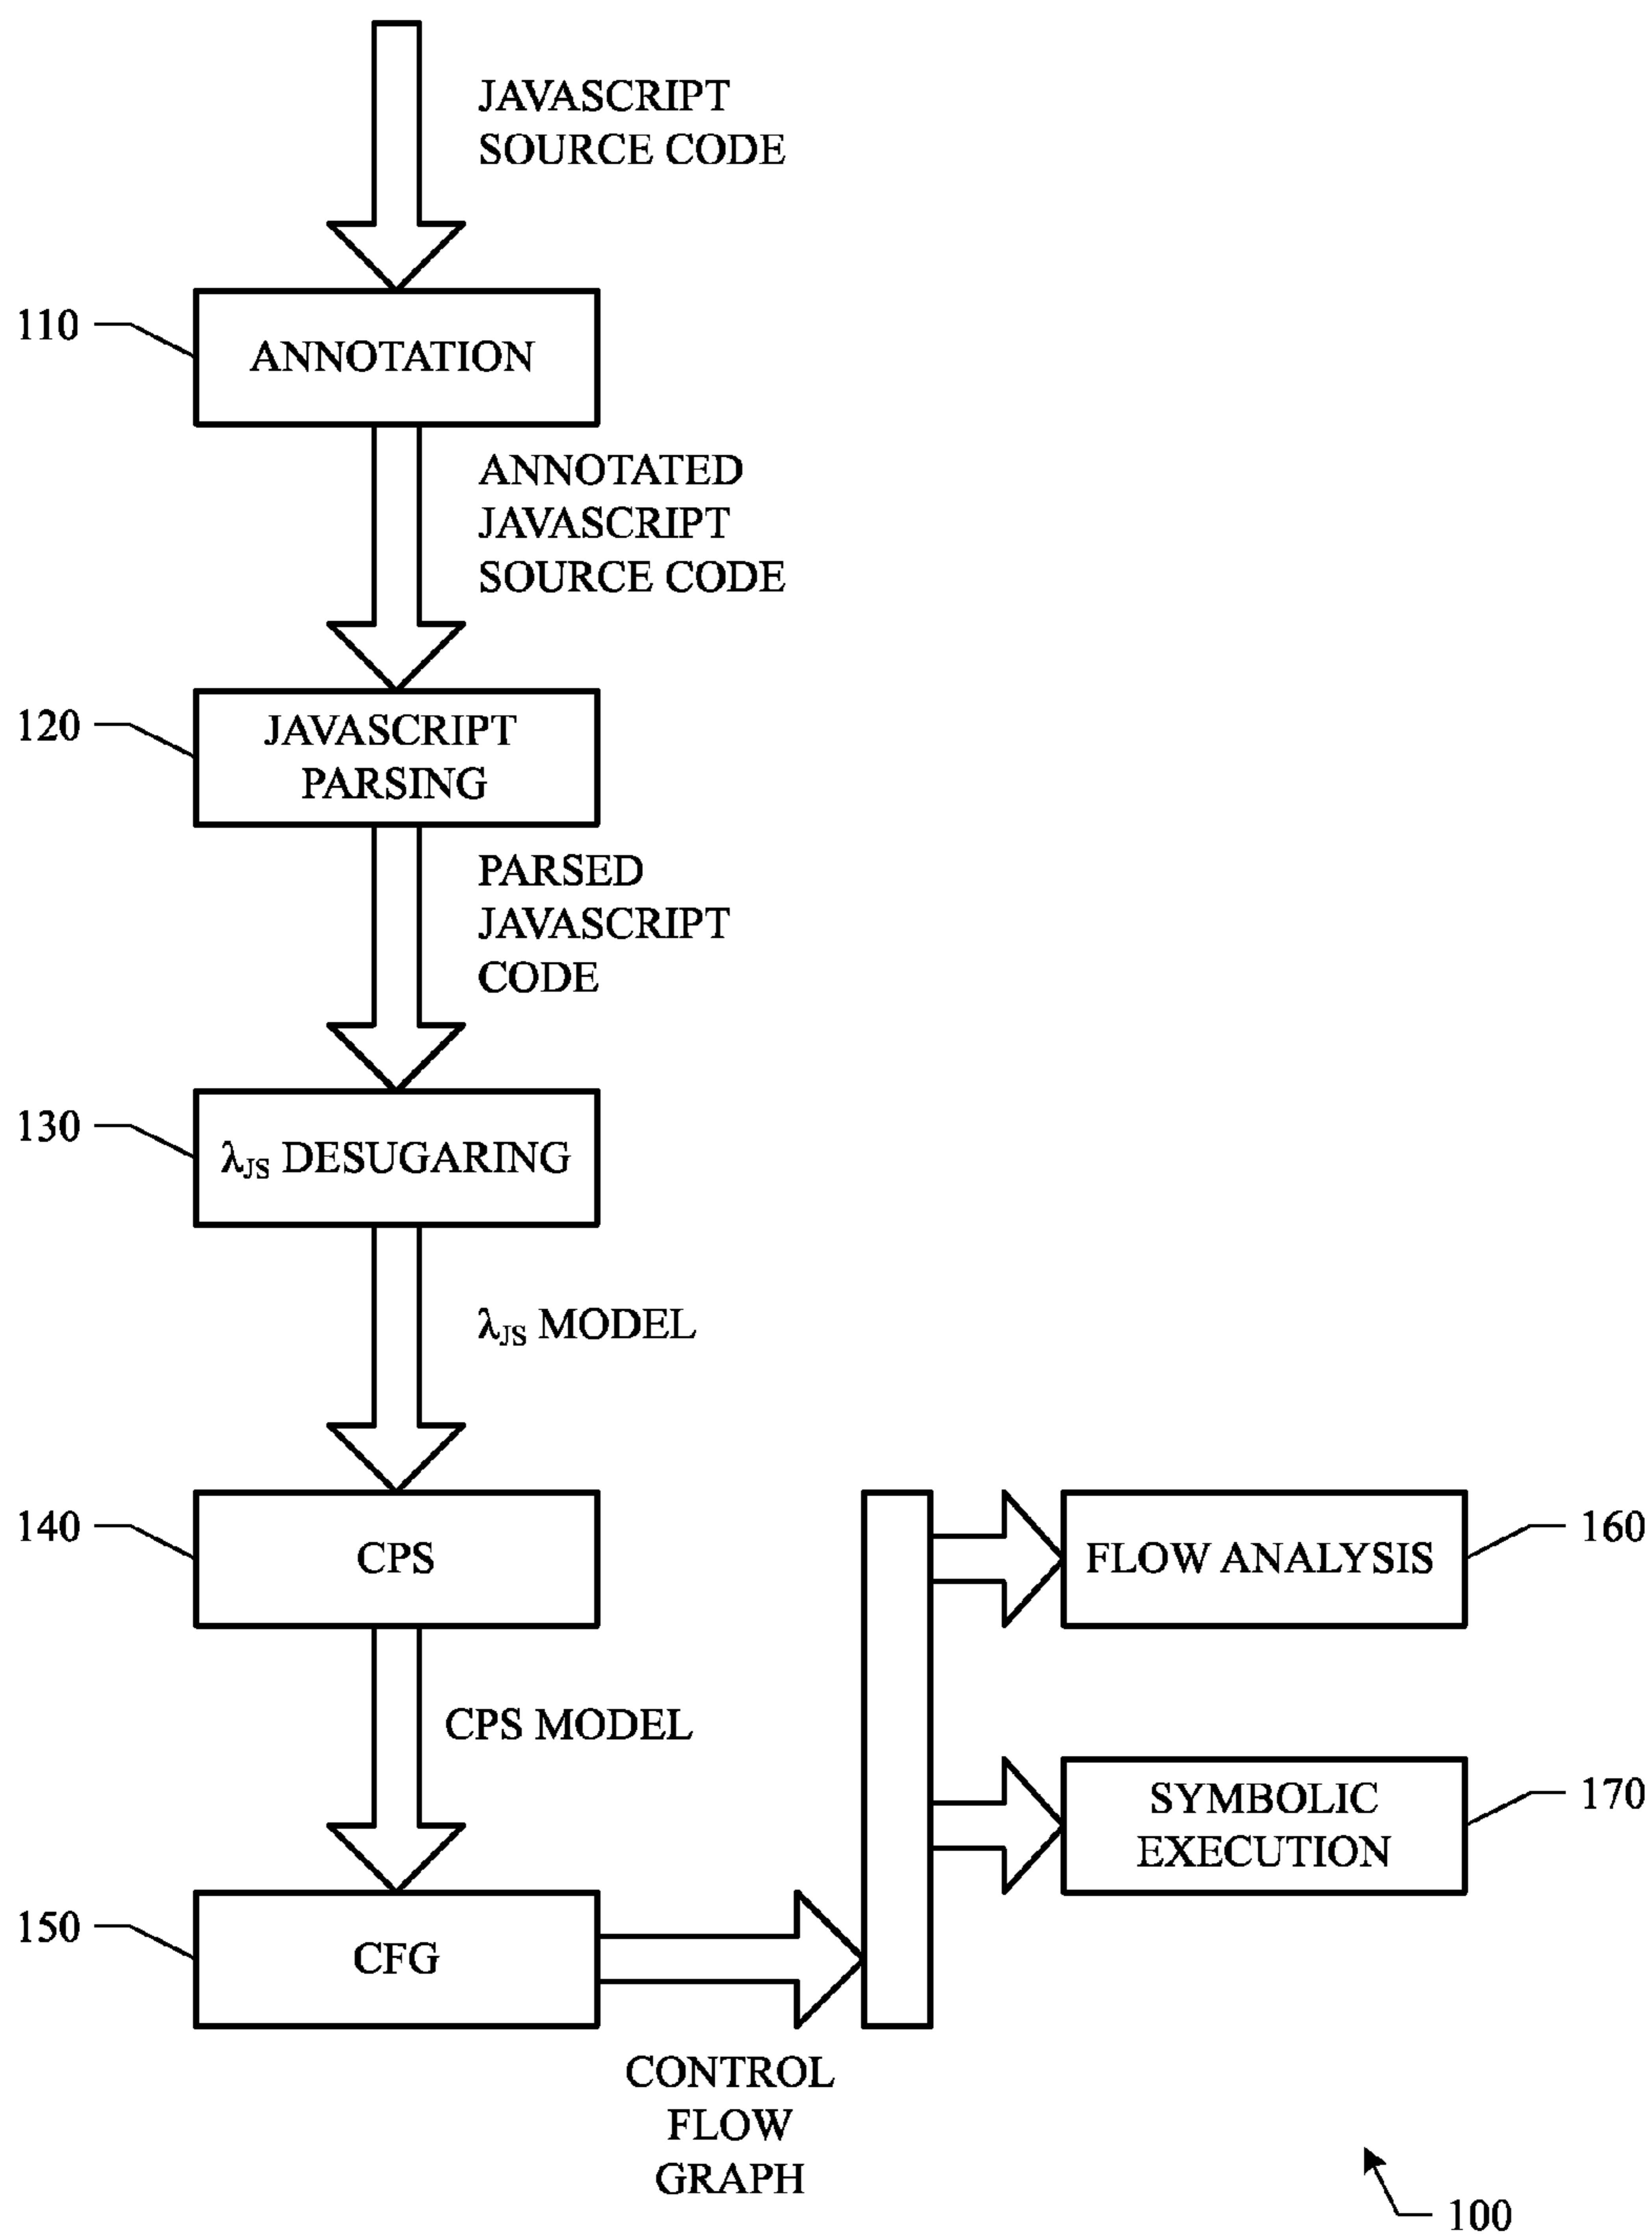 JAVASCRIPT
SOURCE CODE
110
ANNOTATION
ANNOTATED
JAVASCRIPT
SOURCE CODE
120
JAVASCRIPT
PARSING
PARSED
JAVASCRIPT
CODE
130
λJS DESUGARING
λJS MODEL
140
CPS
FLOW ANALYSIS
160
CPS MODEL
SYMBOLIC
EXECUTION
170
150
CFG
CONTROL
FLOW
GRAPH
100